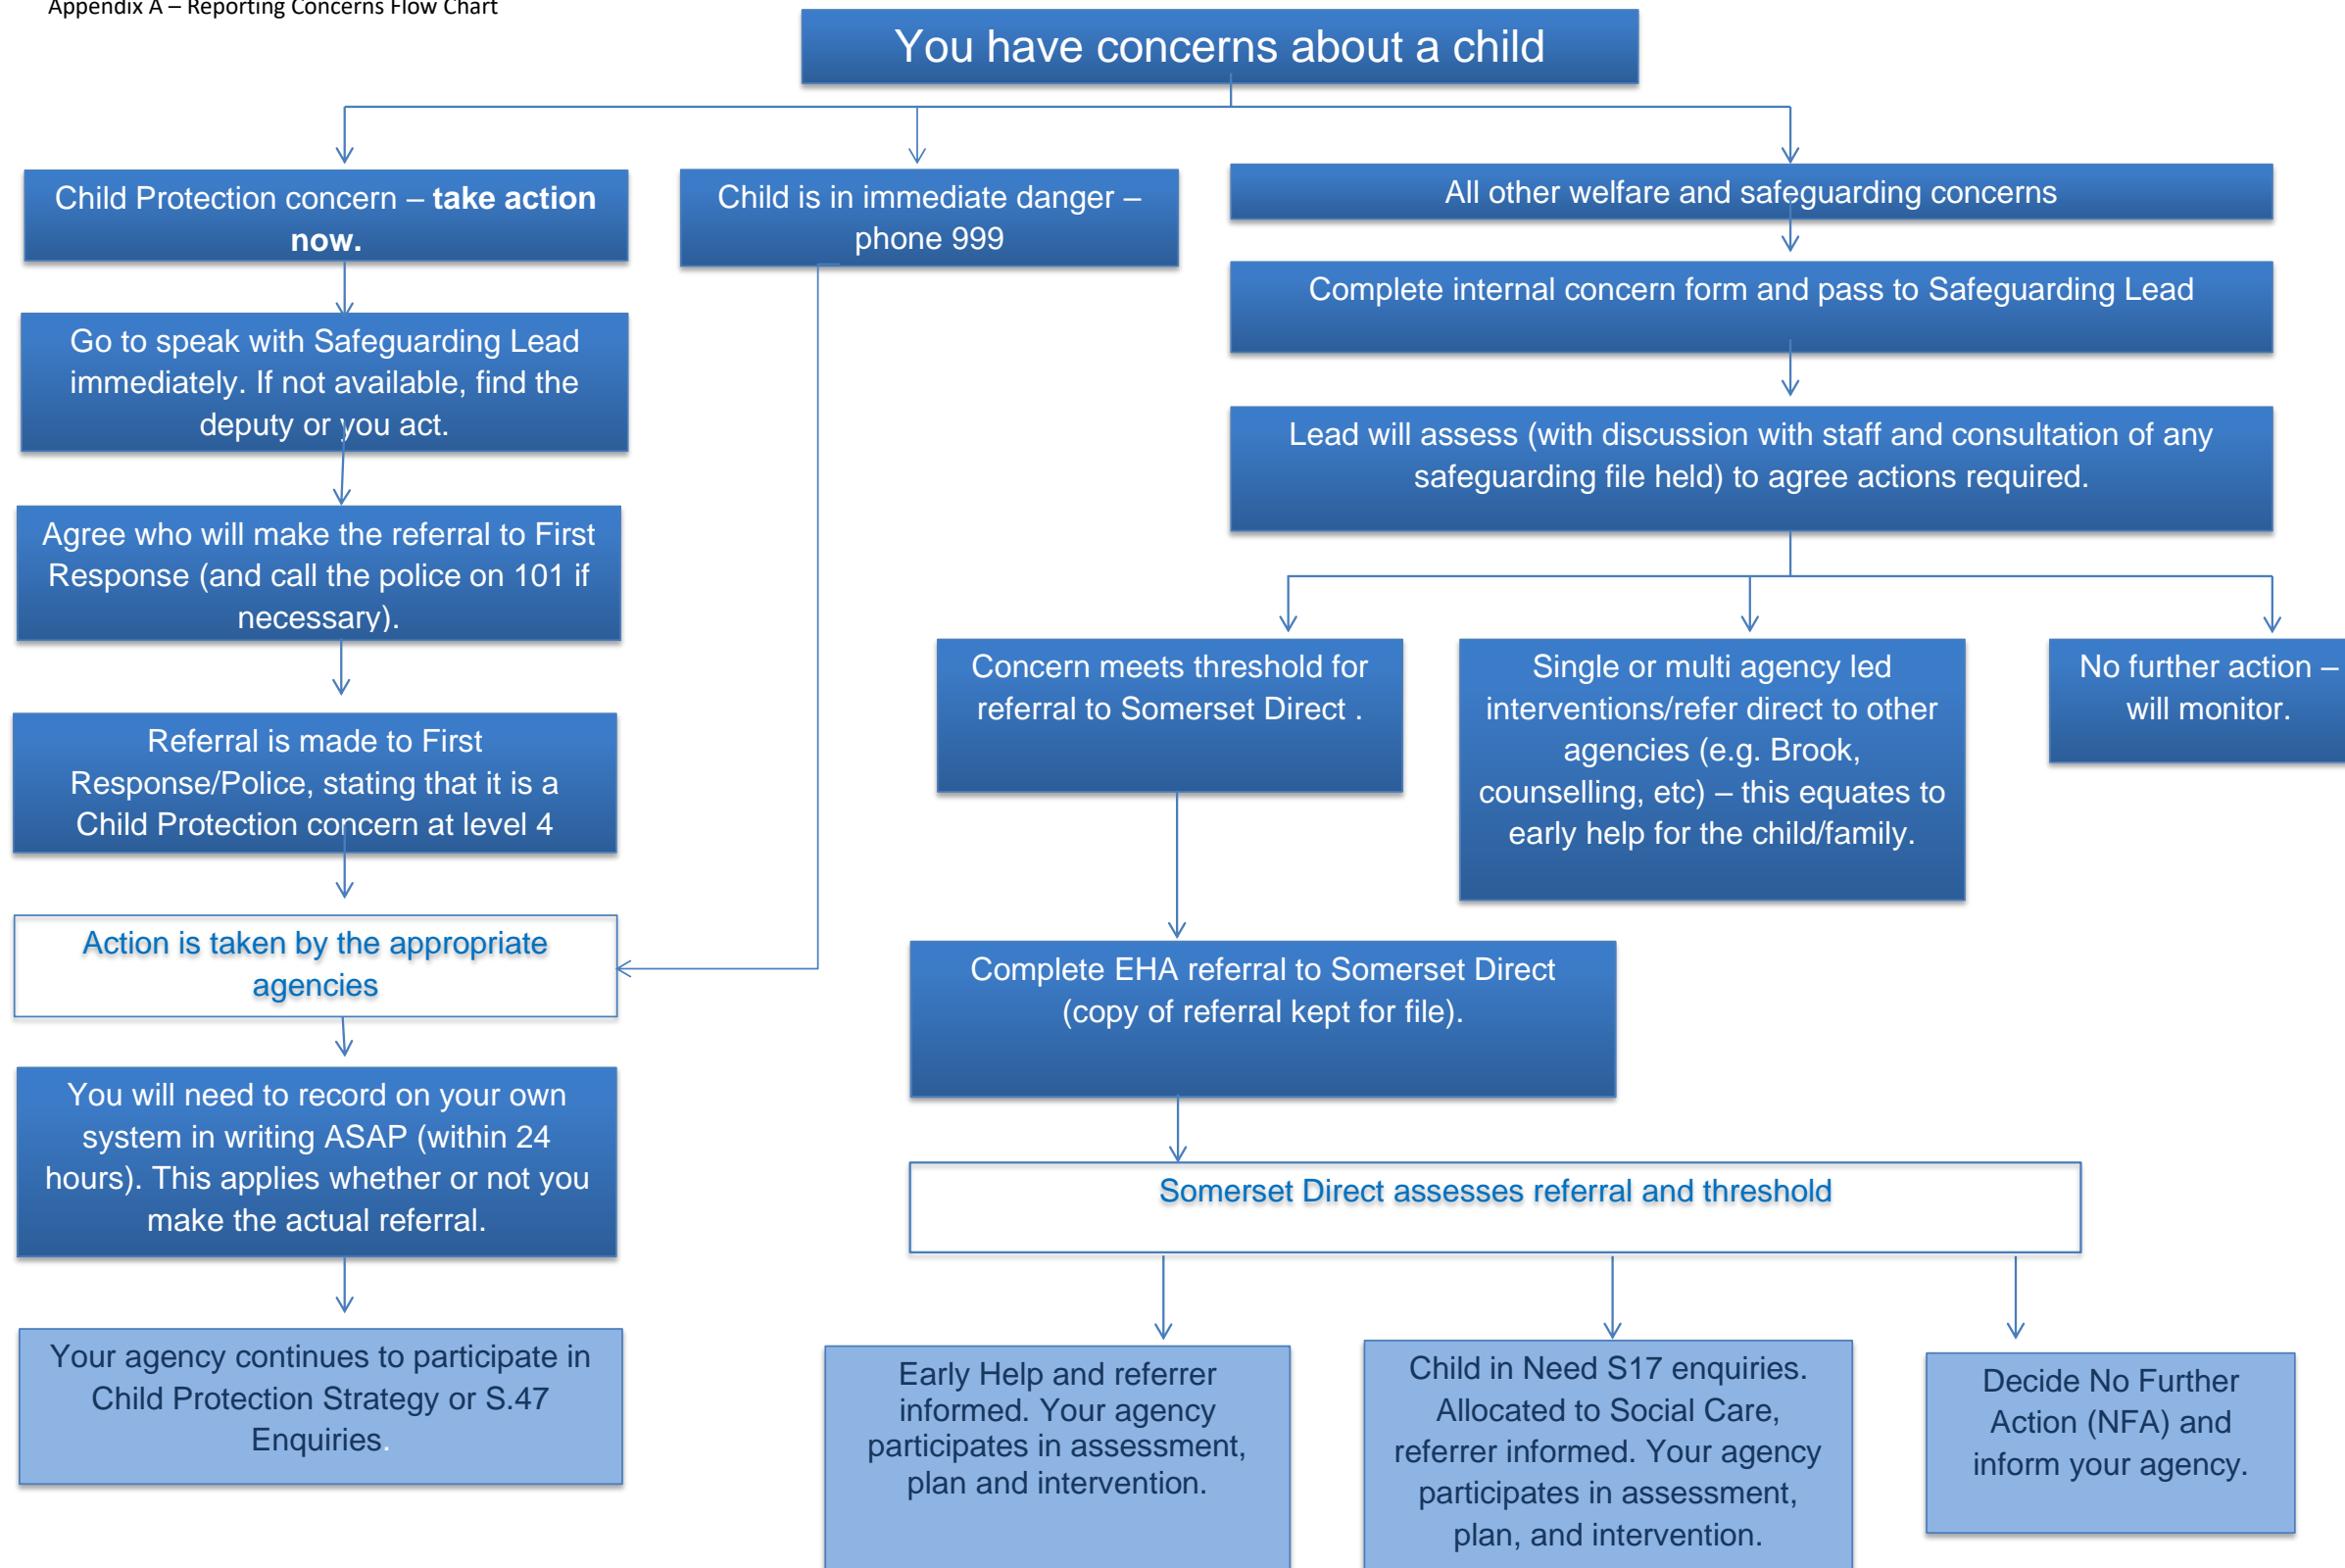 Appendix A – Reporting Concerns Flow Chart
You have concerns about a child
Child Protection concern – take action
now.
Child is in immediate danger –
phone 999
All other welfare and safeguarding concerns
Go to speak with Safeguarding Lead
immediately. If not available, find the
deputy or you act.
Complete internal concern form and pass to Safeguarding Lead
Lead will assess (with discussion with staff and consultation of any
safeguarding file held) to agree actions required.
Agree who will make the referral to First
Response (and call the police on 101 if
necessary).
Concern meets threshold for
referral to Somerset Direct .
Single or multi agency led
interventions/refer direct to other
agencies (e.g. Brook,
counselling, etc) – this equates to
early help for the child/family.
No further action –
will monitor.
Referral is made to First
Response/Police, stating that it is a
Child Protection concern at level 4
Action is taken by the appropriate
agencies
Complete EHA referral to Somerset Direct
(copy of referral kept for file).
You will need to record on your own
system in writing ASAP (within 24
hours). This applies whether or not you
make the actual referral.
Somerset Direct assesses referral and threshold
Your agency continues to participate in
Child Protection Strategy or S.47
Enquiries.
Early Help and referrer
informed. Your agency
participates in assessment,
plan and intervention.
Child in Need S17 enquiries.
Allocated to Social Care,
referrer informed. Your agency
participates in assessment,
plan, and intervention.
Decide No Further
Action (NFA) and
inform your agency.